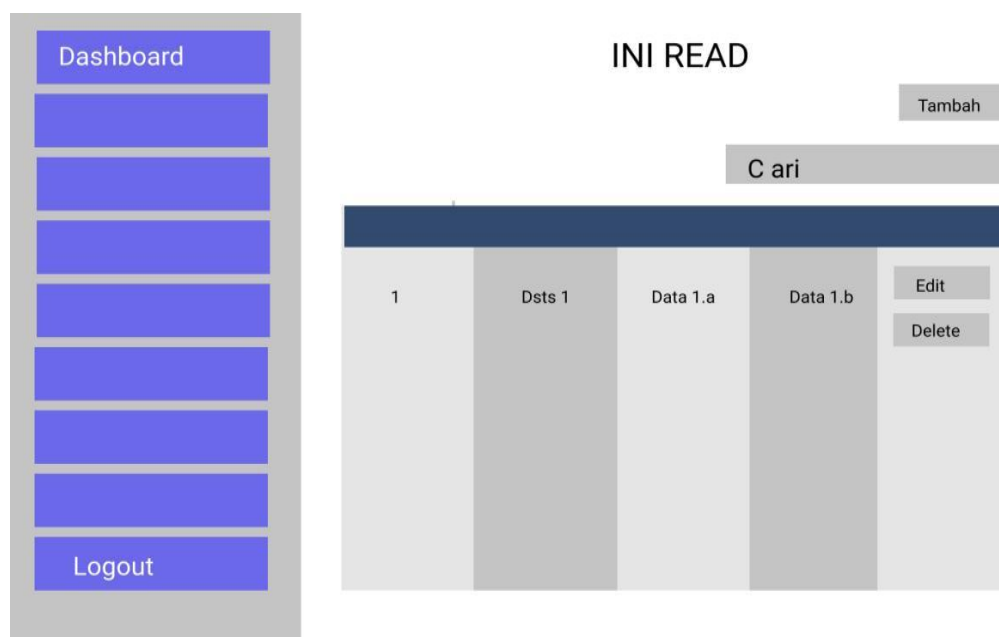 Dashboard
INI READ
Tambah
C ari
1 Dsts 1 Data 1.a Data 1.b Edit
Delete
Logout